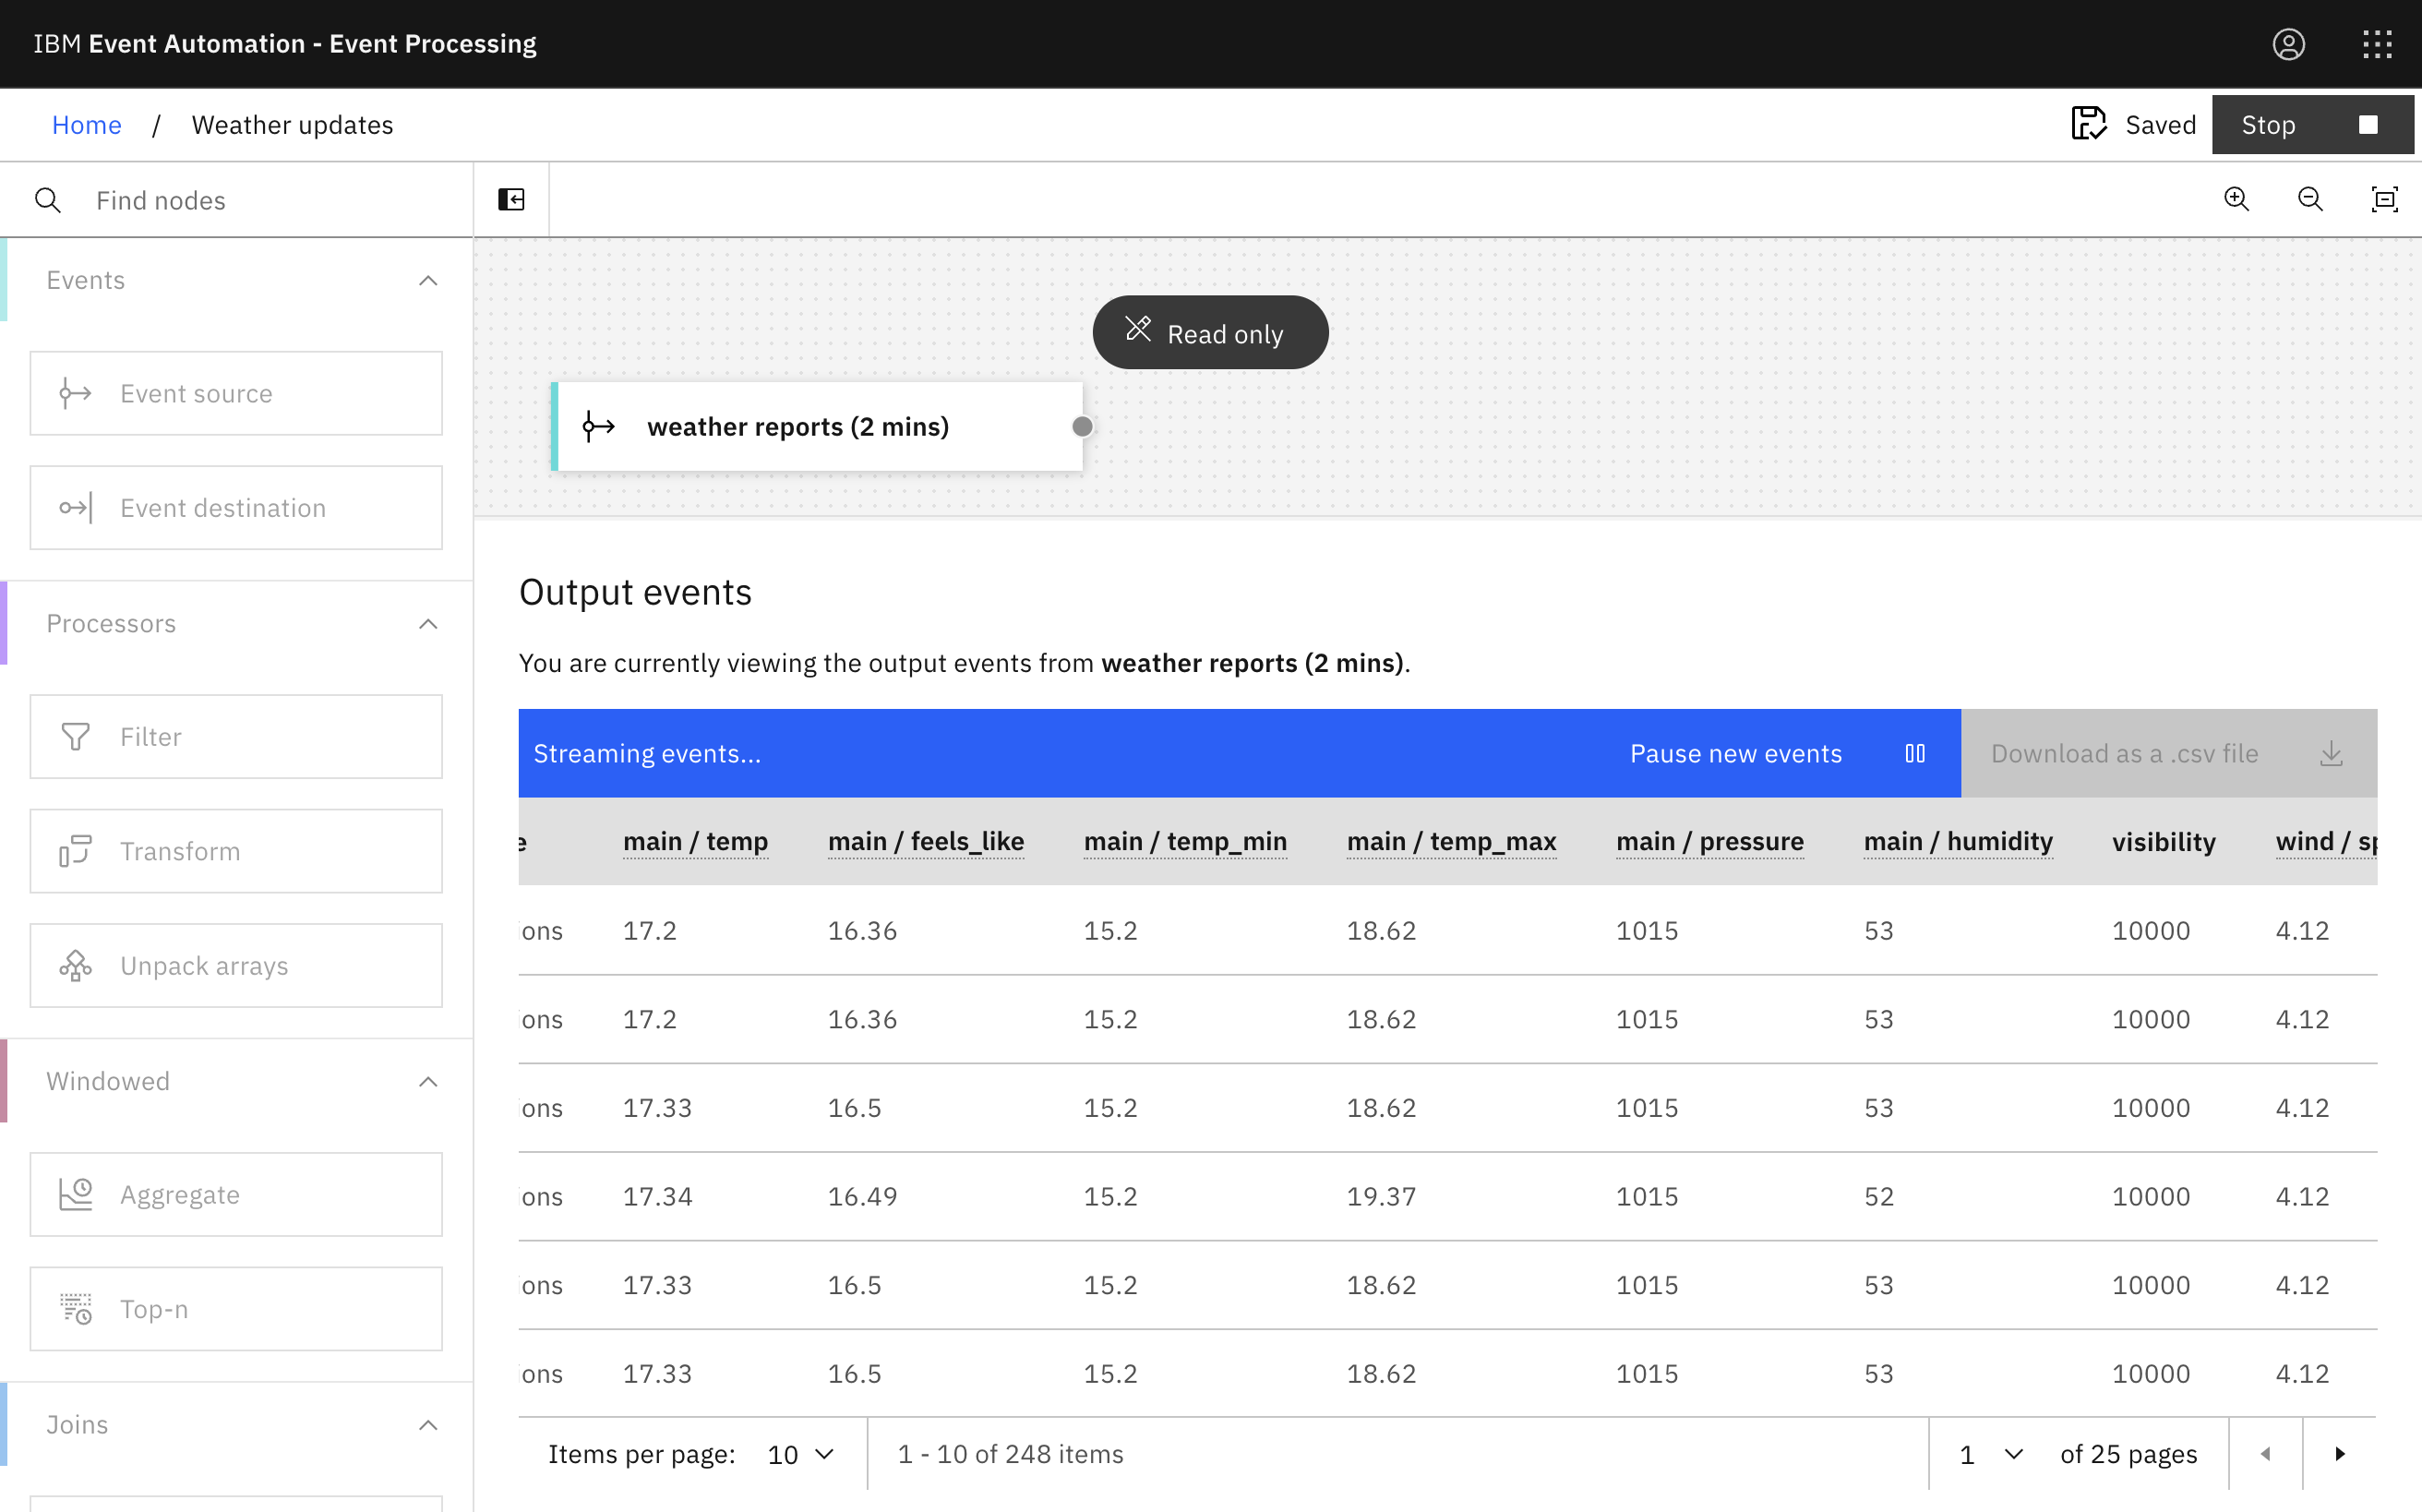 IBM Event Automation - Event Processing
Home / Weather updates
Saved
Stop
Find nodes
Events
Event source
Event destination
Processors
Filter
Transform
Unpack arrays
Windowed
Aggregate
Top-n
Joins
Read only
weather reports (2 mins)
Output events
You are currently viewing the output events from weather reports (2 mins).
Streaming events... Pause new events Download as a .csv file
e main / temp main / feels_like main / temp_min main / temp_max main / pressure main / humidity visibility wind / sp
ons 17.2 16.36 15.2 18.62 1015 53 10000 4.12
ons 17.2 16.36 15.2 18.62 1015 53 10000 4.12
ons 17.33 16.5 15.2 18.62 1015 53 10000 4.12
ons 17.34 16.49 15.2 19.37 1015 52 10000 4.12
ons 17.33 16.5 15.2 18.62 1015 53 10000 4.12
ons 17.33 16.5 15.2 18.62 1015 53 10000 4.12
Items per page: 10 1 - 10 of 248 items 1 of 25 pages